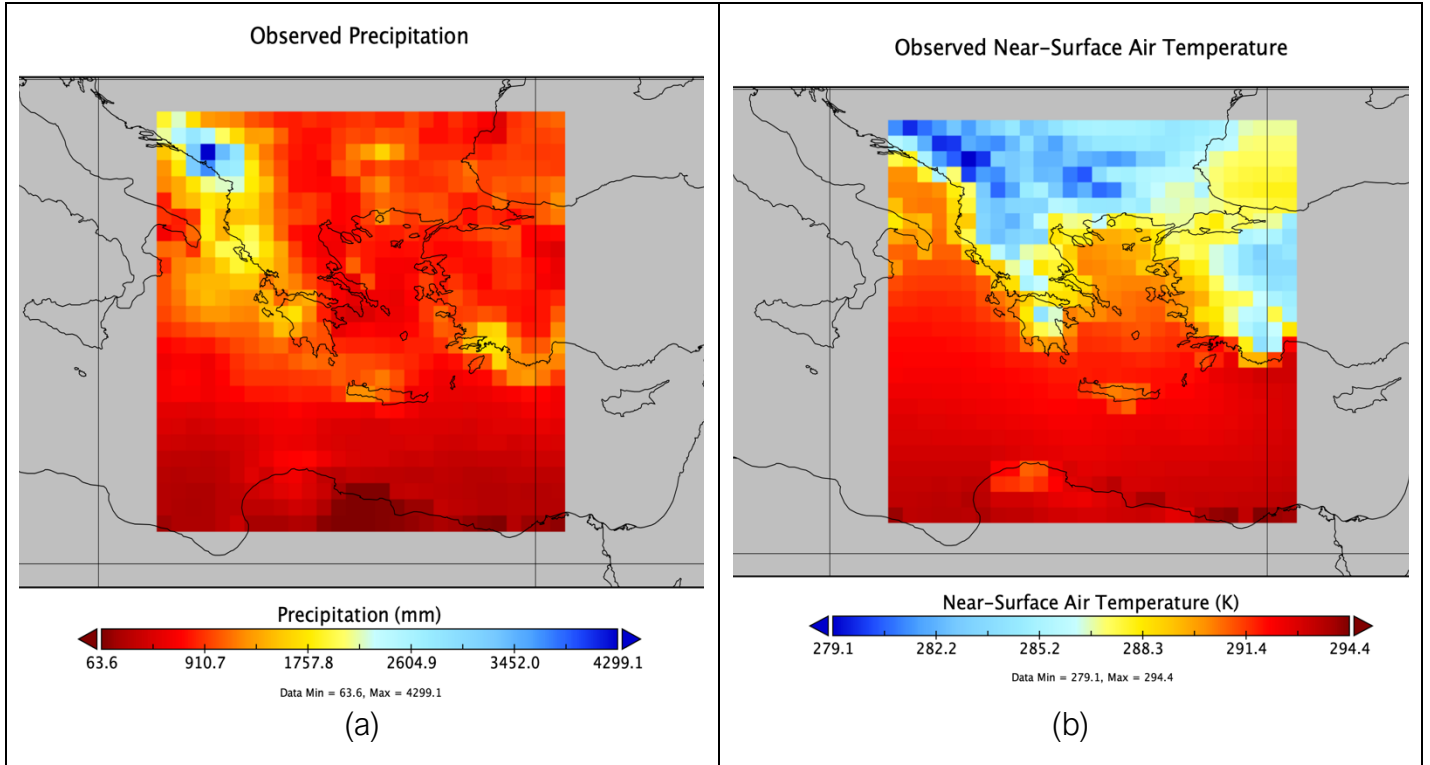 Observed Precipitation
Precipitation (mm)
63.6 910.7 1757.8 2604.9 3452.0 4299.1
Data Min = 63.6, Max = 4299.1
(a)
Observed Near-Surface Air Temperature
Near-Surface Air Temperature (K)
279.1 282.2 285.2 288.3 291.4 294.4
Data Min = 279.1, Max = 294.4
(b)